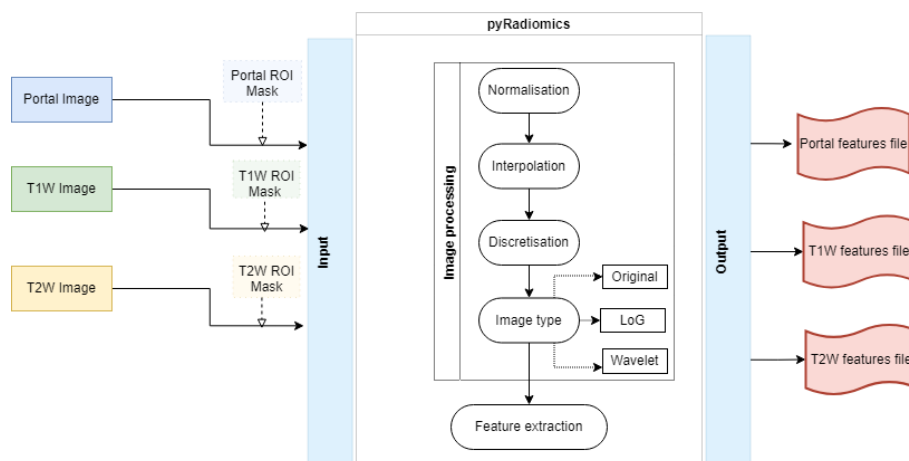 pyRadiomics
Portal Image
Portal ROI
Mask
T1W Image
T1W ROI
Mask
T2W Image
T2W ROI
Mask
Input
Image processing
Normalisation
Interpolation
Discretisation
Image type
Original
LoG
Wavelet
Feature extraction
Output
Portal features file
T1W features file
T2W features file